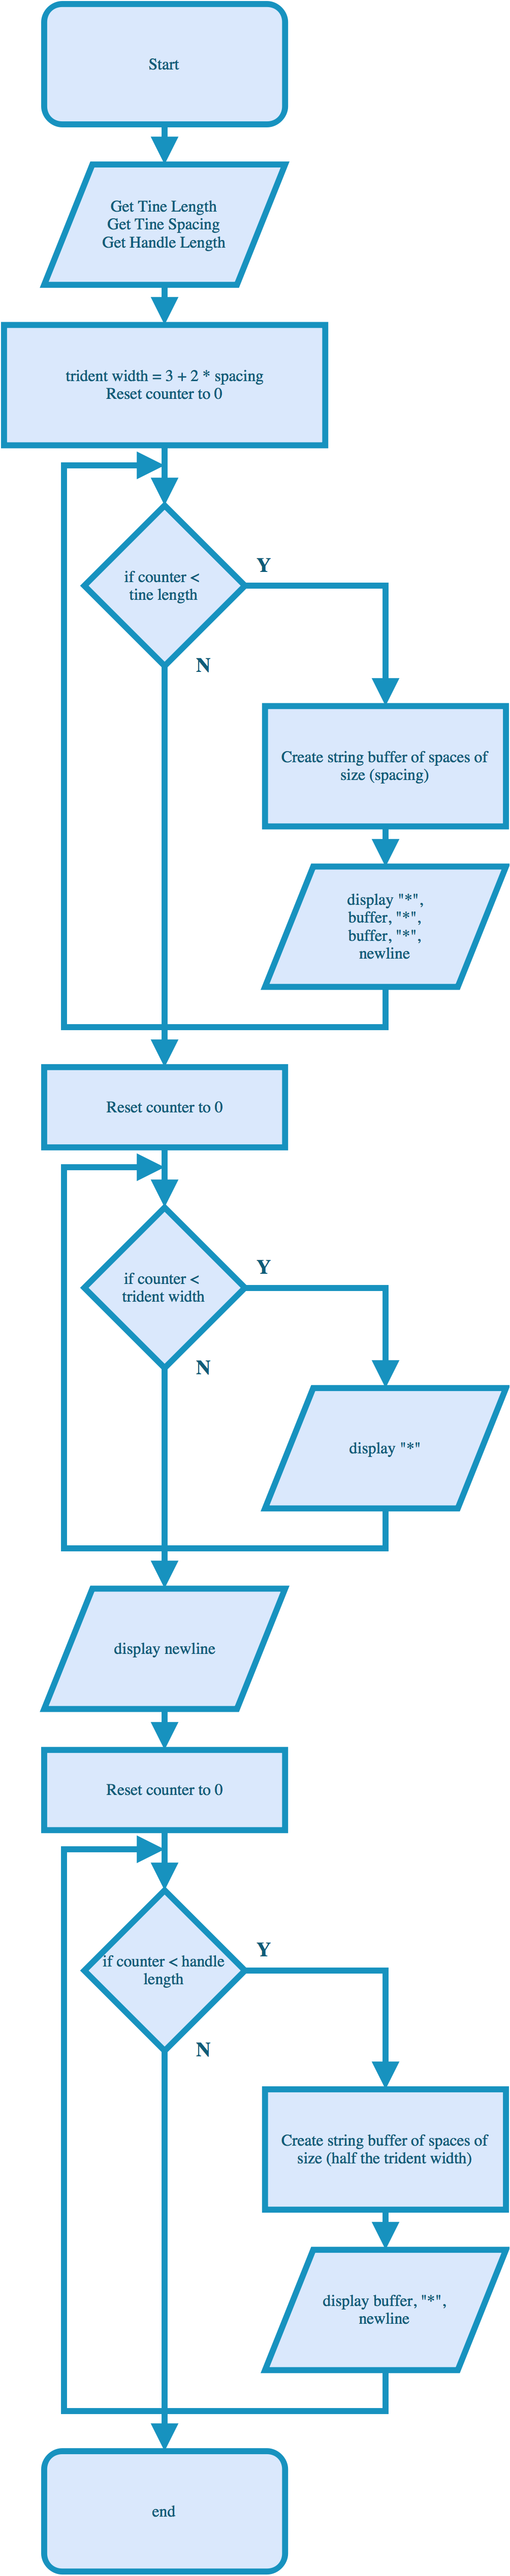 Start
Get Tine Length
Get Tine Spacing
Get Handle Length
trident width = 3 + 2 * spacing
Reset counter to 0
if counter <
tine length
Y
N
Create string buffer of spaces of
size (spacing)
display "*",
buffer, "*",
buffer, "*",
newline
Reset counter to 0
if counter <
trident width
Y
N
display "*"
display newline
Reset counter to 0
if counter < handle
length
Y
N
Create string buffer of spaces of
size (half the trident width)
display buffer, "*",
newline
end